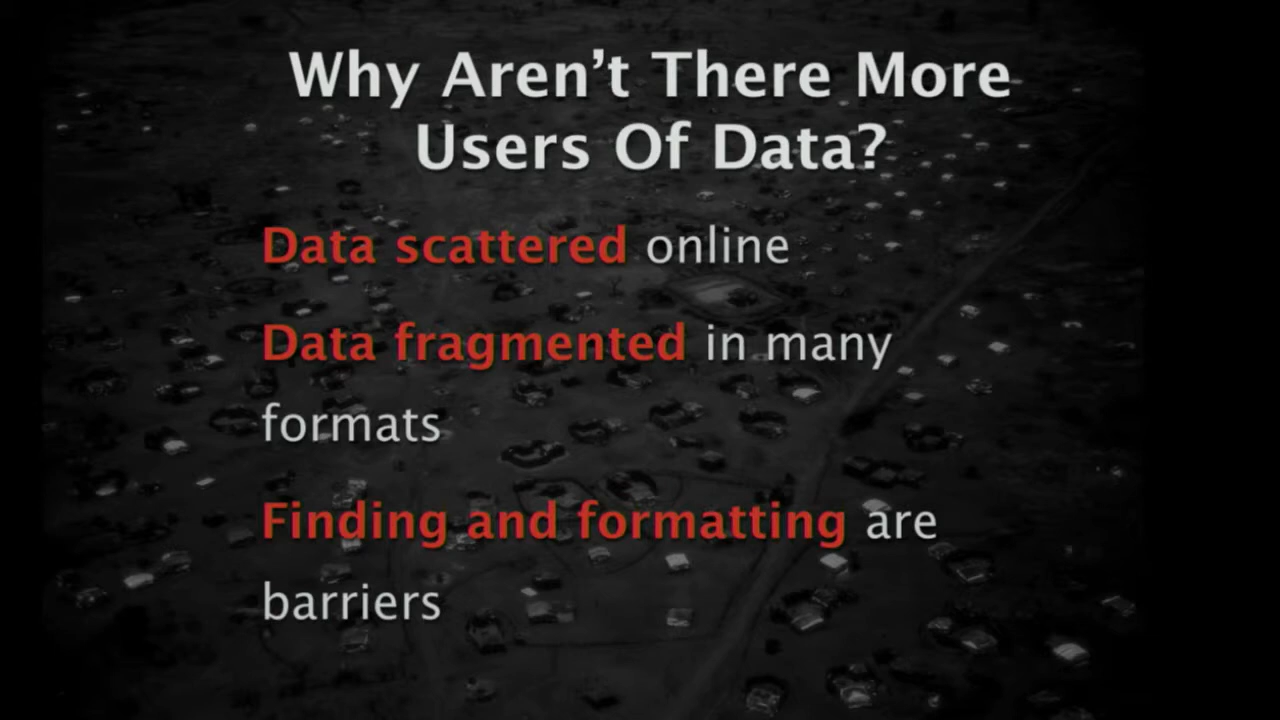 Why Aren’t There More
Users Of Data?
Data scattered online
Data fragmented in many
formats
Finding and formatting are
barriers